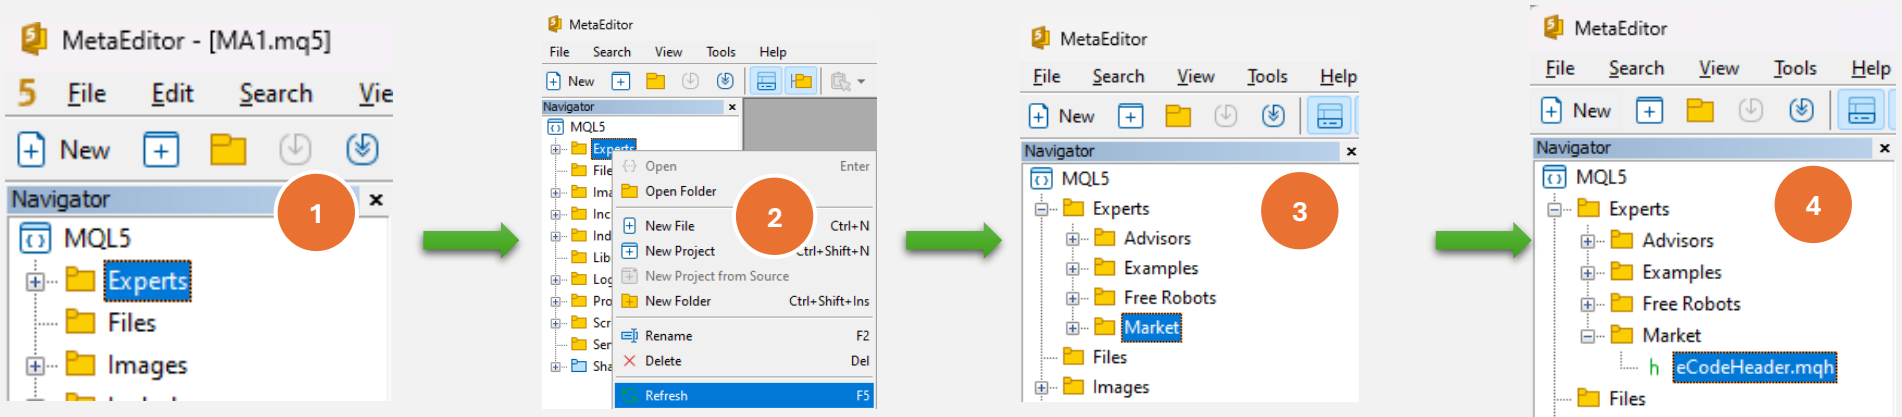 MetaEditor - [MA1.mq5]
File Edit Search Vie
New
Navigator
1
MQL5
Experts
Files
Images
MetaEditor
File Search View Tools Help
New
Navigator
MQL5
Experts
File
Ima
Inc
Ind
Lib
Log
Pro
Scr
Ser
Sha
Open Enter
Open Folder
2
New File Ctrl+N
New Project Ctrl+Shift+N
New Project from Source
New Folder Ctrl+Shift+Ins
Rename F2
Delete Del
Refresh F5
MetaEditor
File Search View Tools Help
New
Navigator
3
MQL5
Experts
Advisors
Examples
Free Robots
Market
Files
Images
MetaEditor
File Search View Tools Help
New
Navigator
4
MQL5
Experts
Advisors
Examples
Free Robots
Market
h eCodeHeader.mqh
Files